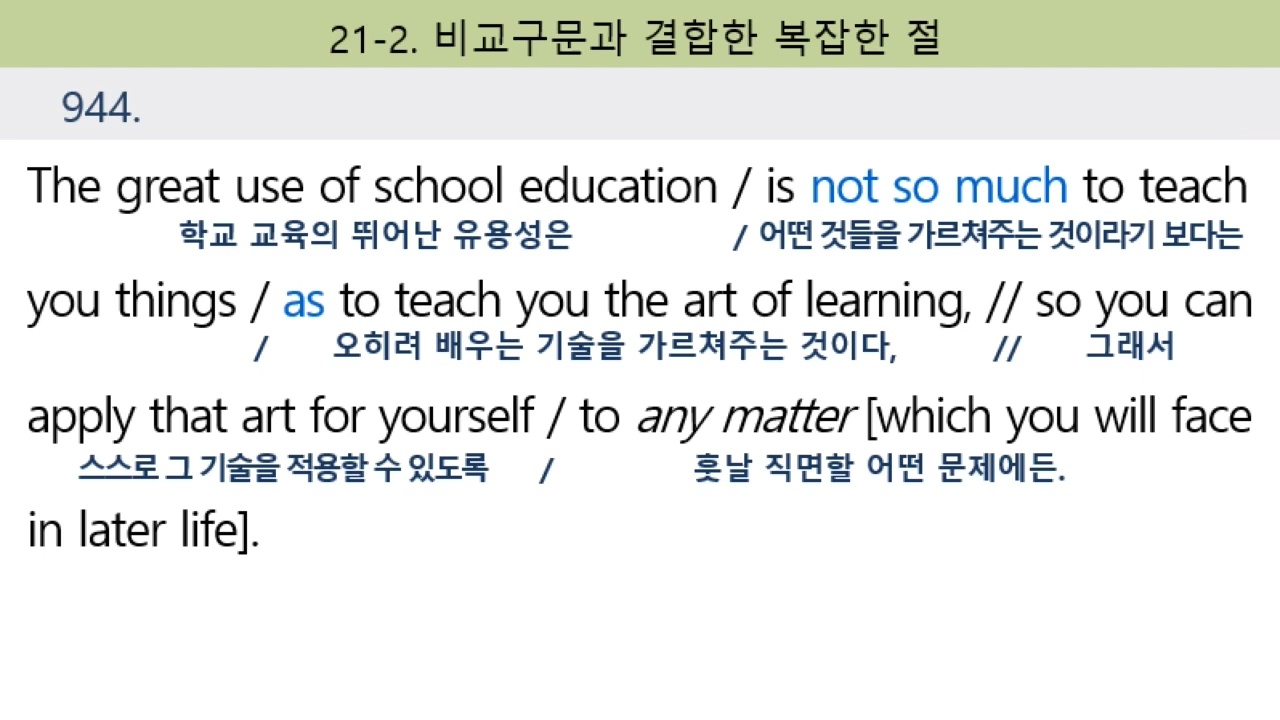 21-2. 비교구문과 결합한 복잡한 절
944.
The great use of school education / is not so much to teach
학교 교육의 뛰어난 유용성은 / 어떤 것들을 가르쳐주는 것이라기 보다는
you things / as to teach you the art of learning, // so you can
/ 오히려 배우는 기술을 가르쳐주는 것이다, // 그래서
apply that art for yourself / to any matter [which you will face
스스로 그 기술을 적용할 수 있도록 / 훗날 직면할 어떤 문제에든.
in later life].